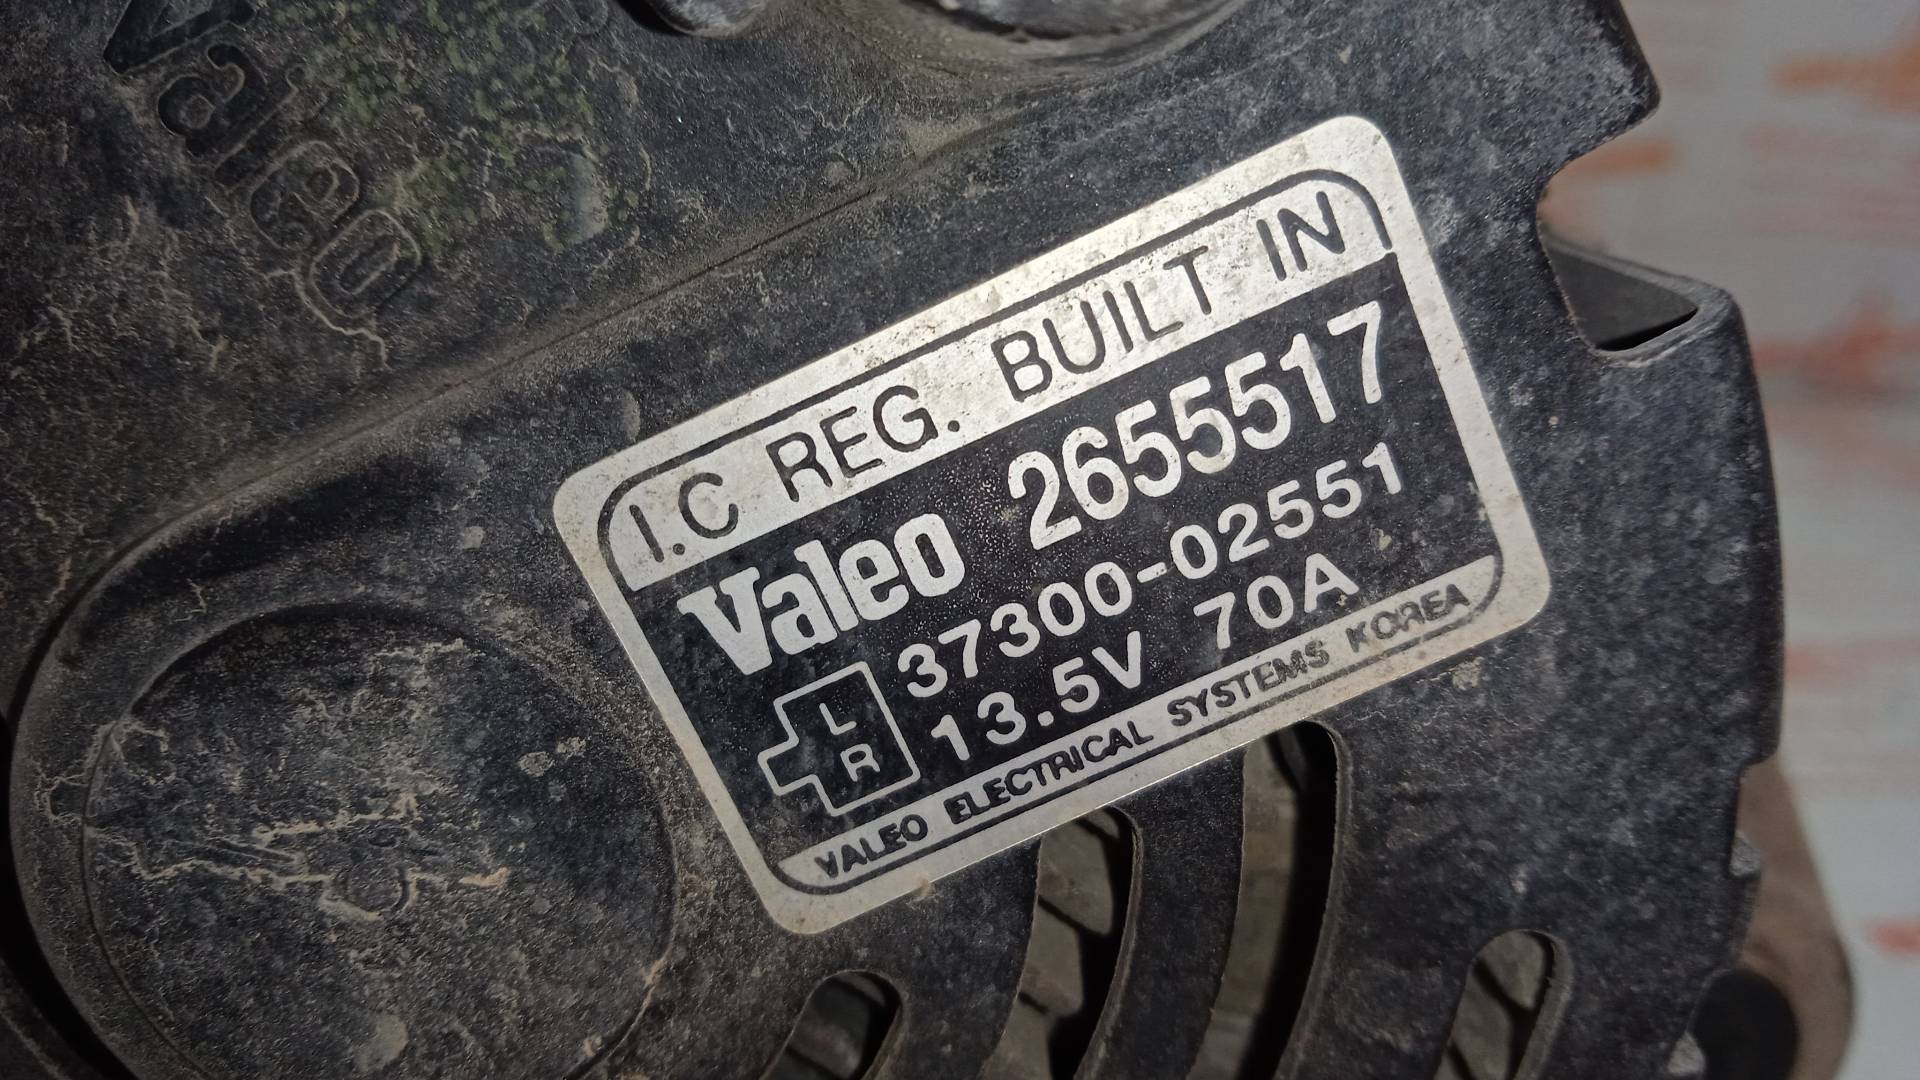 Valeo
I.C REG. BUILT IN
Valeo 2655517
37300-02551
L
R
13.5V 70A
VALEO ELECTRICAL SYSTEMS KOREA